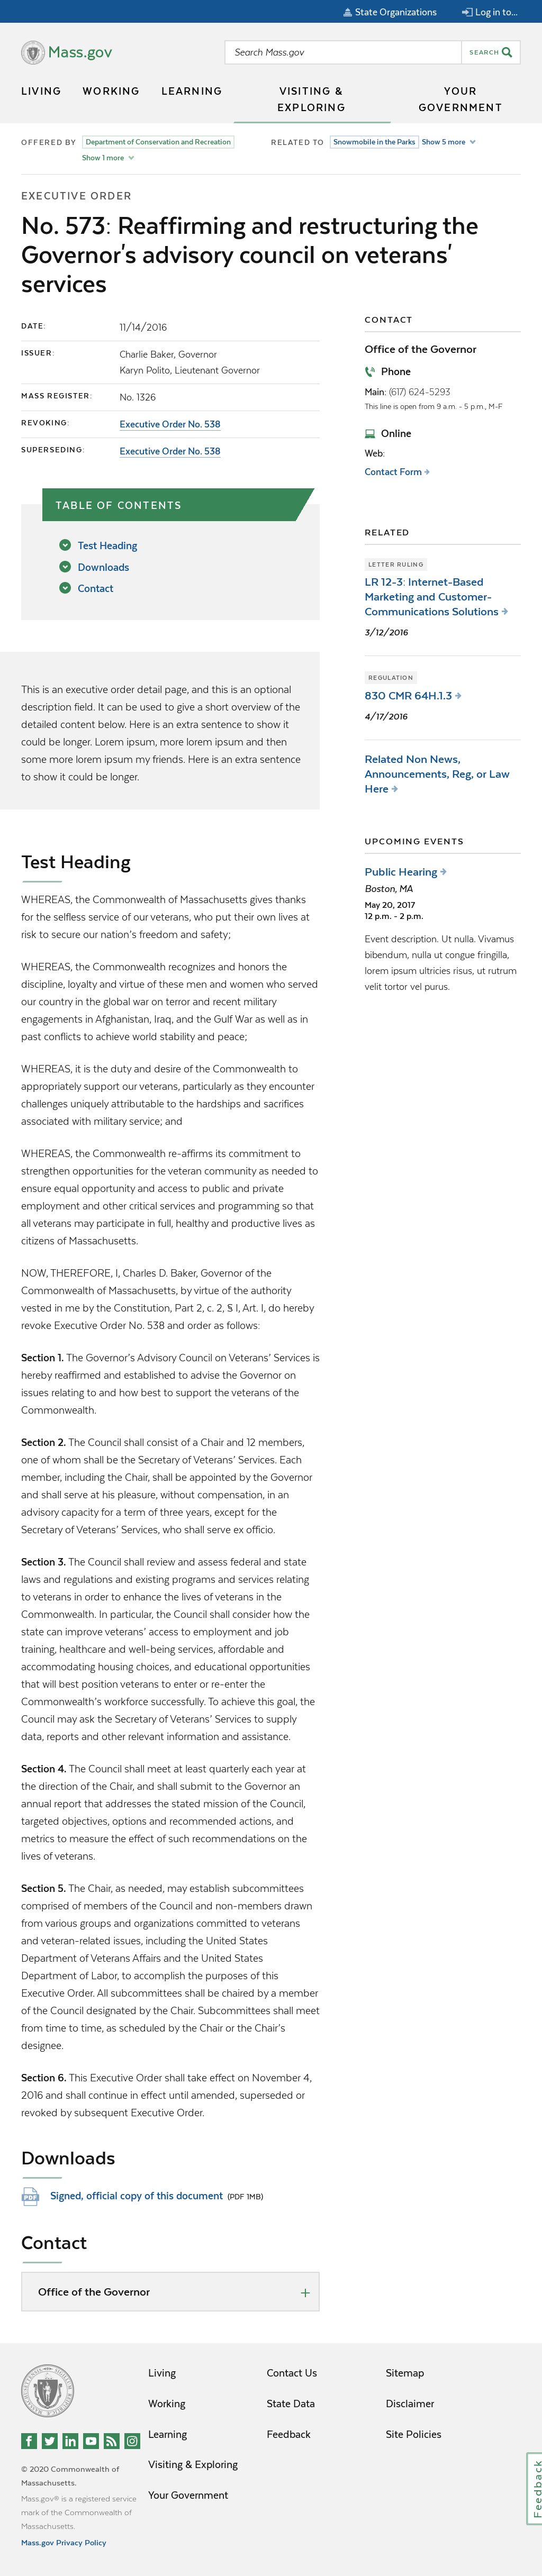 State Organizations
Log in to...
Mass.gov
Search Mass.gov
SEARCH
LIVING
WORKING
LEARNING
VISITING &
EXPLORING
YOUR
GOVERNMENT
OFFERED BY
Department of Conservation and Recreation
Show 1 more
RELATED TO
Snowmobile in the Parks
Show 5 more
EXECUTIVE ORDER
No. 573: Reaffirming and restructuring the
Governor's advisory council on veterans'
services
DATE:
11/14/2016
ISSUER:
Charlie Baker, Governor
Karyn Polito, Lieutenant Governor
MASS REGISTER:
No. 1326
REVOKING:
Executive Order No. 538
SUPERSEDING:
Executive Order No. 538
TABLE OF CONTENTS
Test Heading
Downloads
Contact
This is an executive order detail page, and this is an optional
description field. It can be used to give a short overview of the
detailed content below. Here is an extra sentence to show it
could be longer. Lorem ipsum, more lorem ipsum and then
some more lorem ipsum my friends. Here is an extra sentence
to show it could be longer.
Test Heading
WHEREAS, the Commonwealth of Massachusetts gives thanks
for the selfless service of our veterans, who put their own lives at
risk to secure our nation's freedom and safety;
WHEREAS, the Commonwealth recognizes and honors the
discipline, loyalty and virtue of these men and women who served
our country in the global war on terror and recent military
engagements in Afghanistan, Iraq, and the Gulf War as well as in
past conflicts to achieve world stability and peace;
WHEREAS, it is the duty and desire of the Commonwealth to
appropriately support our veterans, particularly as they encounter
challenges uniquely attributable to the hardships and sacrifices
associated with military service; and
WHEREAS, the Commonwealth re-affirms its commitment to
strengthen opportunities for the veteran community as needed to
ensure equal opportunity and access to public and private
employment and other critical services and programming so that
all veterans may participate in full, healthy and productive lives as
citizens of Massachusetts.
NOW, THEREFORE, I, Charles D. Baker, Governor of the
Commonwealth of Massachusetts, by virtue of the authority
vested in me by the Constitution, Part 2, c. 2, § I, Art. I, do hereby
revoke Executive Order No. 538 and order as follows:
Section 1. The Governor's Advisory Council on Veterans' Services is
hereby reaffirmed and established to advise the Governor on
issues relating to and how best to support the veterans of the
Commonwealth.
Section 2. The Council shall consist of a Chair and 12 members,
one of whom shall be the Secretary of Veterans' Services. Each
member, including the Chair, shall be appointed by the Governor
and shall serve at his pleasure, without compensation, in an
advisory capacity for a term of three years, except for the
Secretary of Veterans' Services, who shall serve ex officio.
Section 3. The Council shall review and assess federal and state
laws and regulations and existing programs and services relating
to veterans in order to enhance the lives of veterans in the
Commonwealth. In particular, the Council shall consider how the
state can improve veterans' access to employment and job
training, healthcare and well-being services, affordable and
accommodating housing choices, and educational opportunities
that will best position veterans to enter or re-enter the
Commonwealth's workforce successfully. To achieve this goal, the
Council may ask the Secretary of Veterans' Services to supply
data, reports and other relevant information and assistance.
Section 4. The Council shall meet at least quarterly each year at
the direction of the Chair, and shall submit to the Governor an
annual report that addresses the stated mission of the Council,
targeted objectives, options and recommended actions, and
metrics to measure the effect of such recommendations on the
lives of veterans.
Section 5. The Chair, as needed, may establish subcommittees
comprised of members of the Council and non-members drawn
from various groups and organizations committed to veterans
and veteran-related issues, including the United States
Department of Veterans Affairs and the United States
Department of Labor, to accomplish the purposes of this
Executive Order. All subcommittees shall be chaired by a member
of the Council designated by the Chair. Subcommittees shall meet
from time to time, as scheduled by the Chair or the Chair's
designee.
Section 6. This Executive Order shall take effect on November 4,
2016 and shall continue in effect until amended, superseded or
revoked by subsequent Executive Order.
Downloads
PDF
Signed, official copy of this document (PDF 1MB)
Contact
Office of the Governor
CONTACT
Office of the Governor
Phone
Main: (617) 624-5293
This line is open from 9 a.m. - 5 p.m., M-F
Online
Web:
Contact Form
RELATED
LETTER RULING
LR 12-3: Internet-Based
Marketing and Customer-
Communications Solutions
3/12/2016
REGULATION
830 CMR 64H.1.3
4/17/2016
Related Non News,
Announcements, Reg, or Law
Here
UPCOMING EVENTS
Public Hearing
Boston, MA
May 20, 2017
12 p.m. - 2 p.m.
Event description. Ut nulla. Vivamus
bibendum, nulla ut congue fringilla,
lorem ipsum ultricies risus, ut rutrum
velit tortor vel purus.
Living
Working
Learning
Visiting & Exploring
Your Government
Contact Us
State Data
Feedback
Sitemap
Disclaimer
Site Policies
© 2020 Commonwealth of
Massachusetts.
Mass.gov® is a registered service
mark of the Commonwealth of
Massachusetts.
Mass.gov Privacy Policy
Feedback